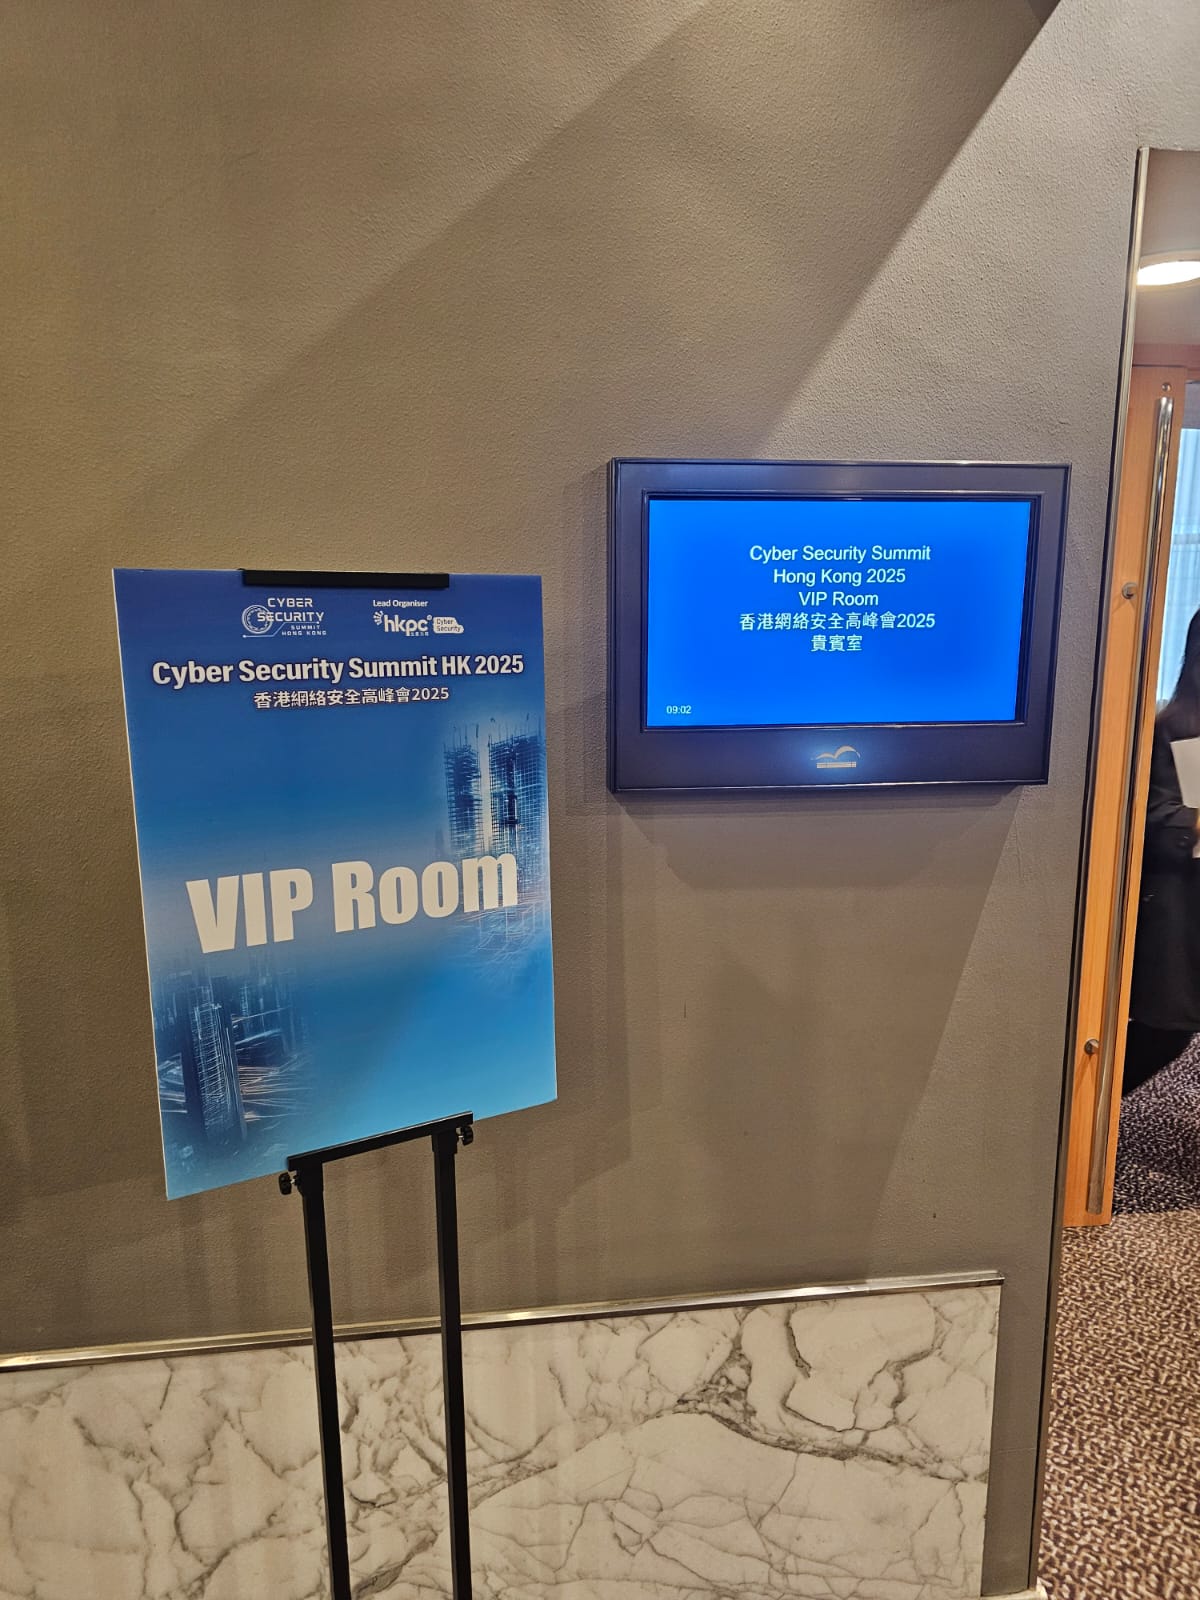 CYBER
SECURITY
SUMMIT
HONG KONG
Lead Organiser
hkpc
Cyber
Security
Cyber Security Summit HK 2025
香港網絡安全高峰會2025
VIP Room
Cyber Security Summit
Hong Kong 2025
VIP Room
香港網絡安全高峰會2025
貴賓室
09:02